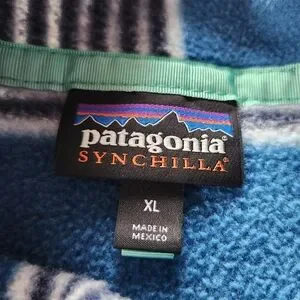 patagonia®
SYNCHILLA®
XL
MADE IN
MEXICO